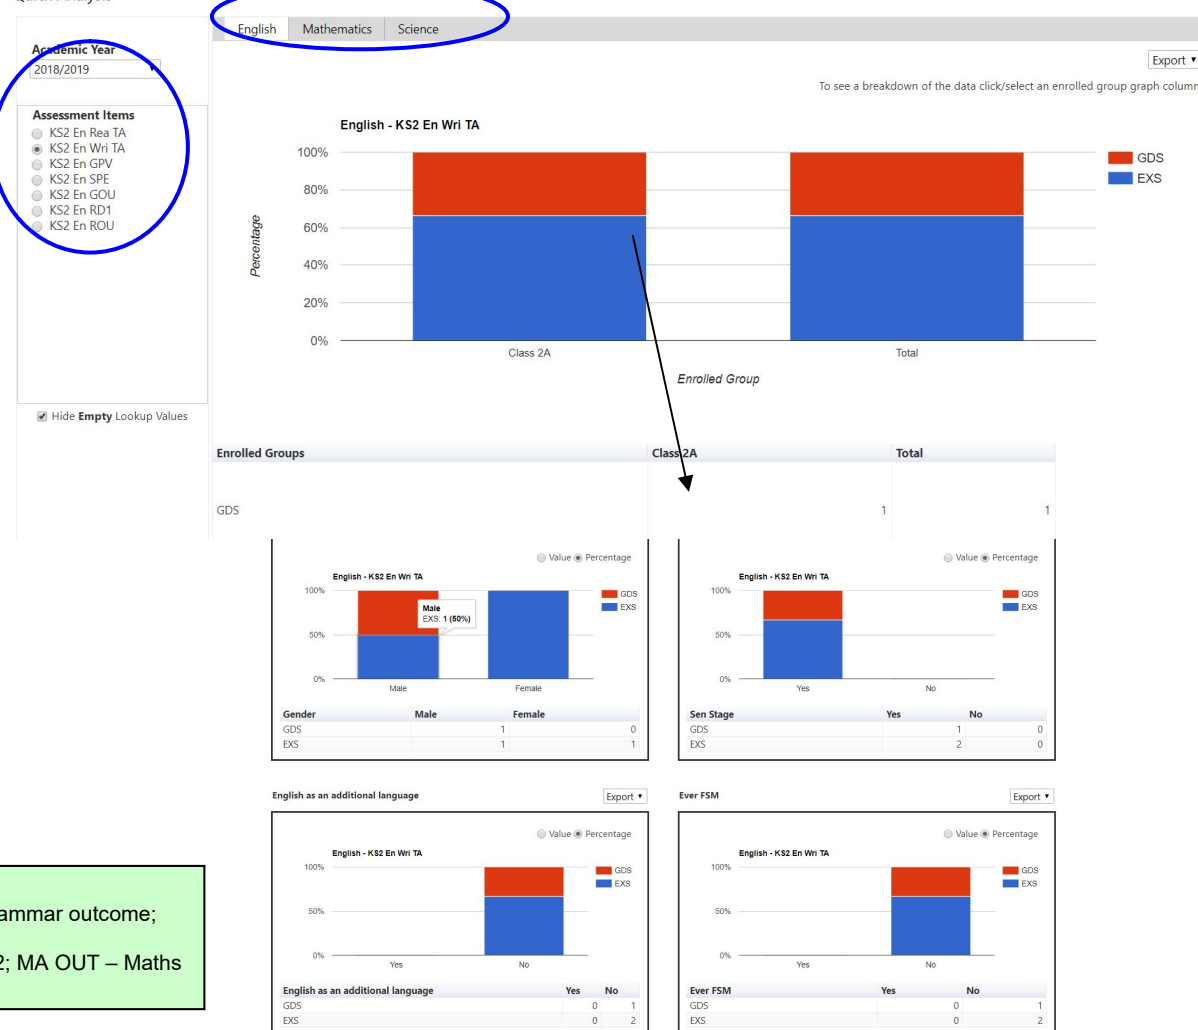 English Mathematics Science
Academic Year
2018/2019
Export
To see a breakdown of the data click/select an enrolled group graph column
Assessment Items
KS2 En Rea TA
KS2 En Wri TA
KS2 En GPV
KS2 En SPE
KS2 En GOU
KS2 En RD1
KS2 En ROU
Hide Empty Lookup Values
English - KS2 En Wri TA
100%
80%
60%
40%
20%
0%
Percentage
Class 2A Total
Enrolled Group
GDS
EXS
Enrolled Groups Class 2A Total
GDS 1 1
Value Percentage
English - KS2 En Wri TA
100%
50%
0%
Male
EXS: 1 (50%)
GDS
EXS
Male Female
Gender Male Female
GDS 1 0
EXS 1 1
Value Percentage
English - KS2 En Wri TA
100%
50%
0%
GDS
EXS
Yes No
Sen Stage Yes No
GDS 1 0
EXS 2 0
English as an additional language Export
Value Percentage
English - KS2 En Wri TA
100%
50%
0%
GDS
EXS
Yes No
English as an additional language Yes No
GDS 0 1
EXS 0 2
Ever FSM Export
Value Percentage
English - KS2 En Wri TA
100%
50%
0%
GDS
EXS
Yes No
Ever FSM Yes No
GDS 0 1
EXS 0 2
ammar outcome;
2; MA OUT – Maths